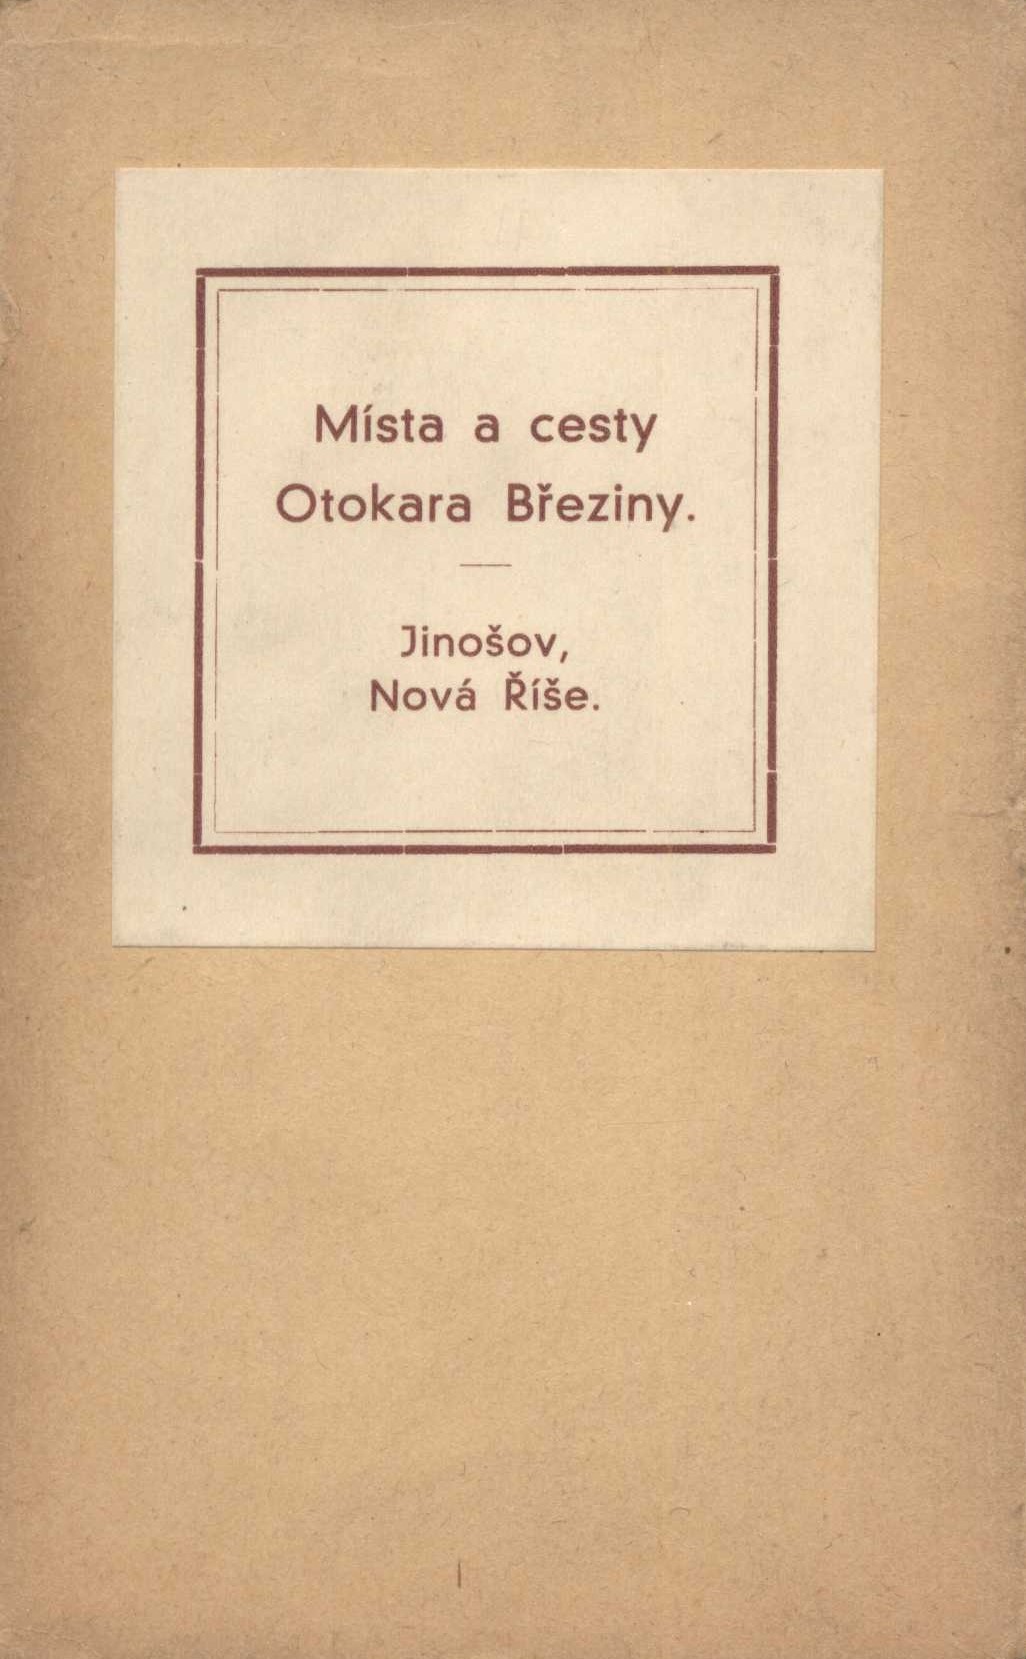 Místa a cesty
Otokara Březiny.
Jinošov,
Nová Říše.